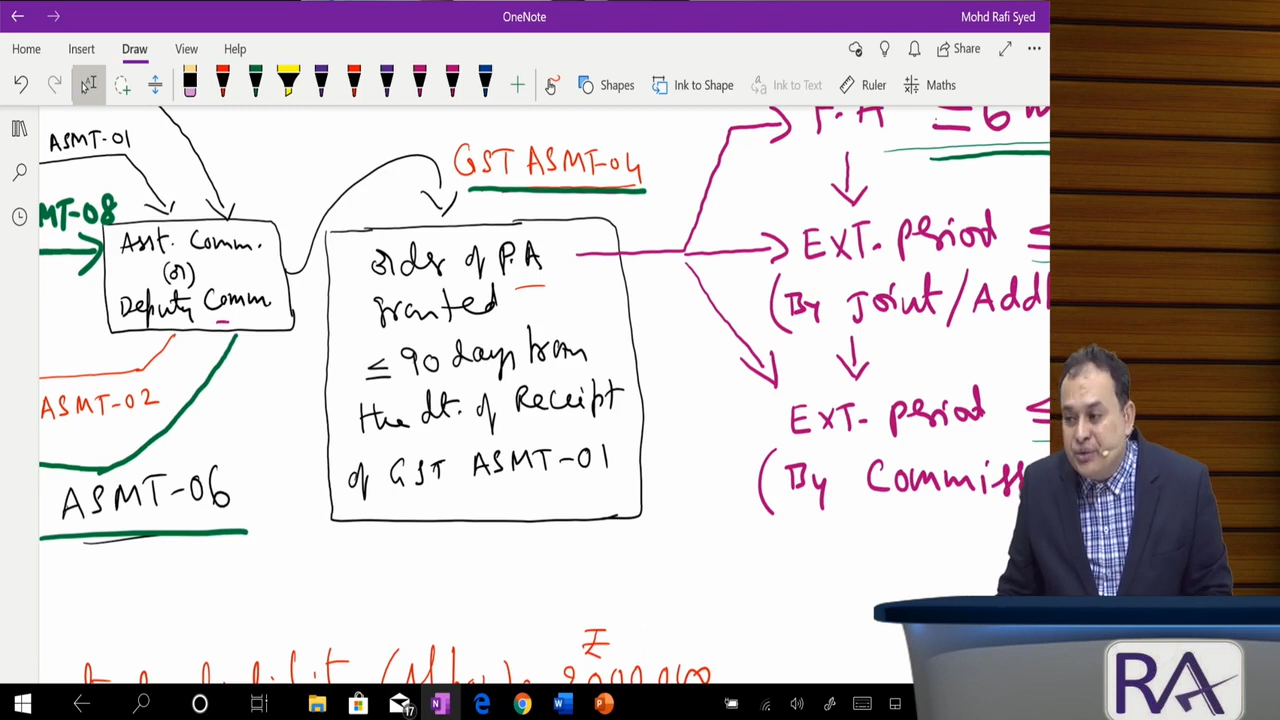 OneNote
Mohd Rafi Syed
Home Insert Draw View Help
Share
Shapes Ink to Shape Ink to Text Ruler Maths
ASMT-01
MT-08
Asst. Comm.
(or)
Deputy Comm
ASMT-02
ASMT-06
GST ASMT-04
order of P.A
granted
≤ 90 days from
the dt. of Receipt
of GST ASMT-01
P.A ≤ 6 m
EXT. period ≤
(By Joint/Addl
EXT. period ≤
(By Commiss
₹
17
RA